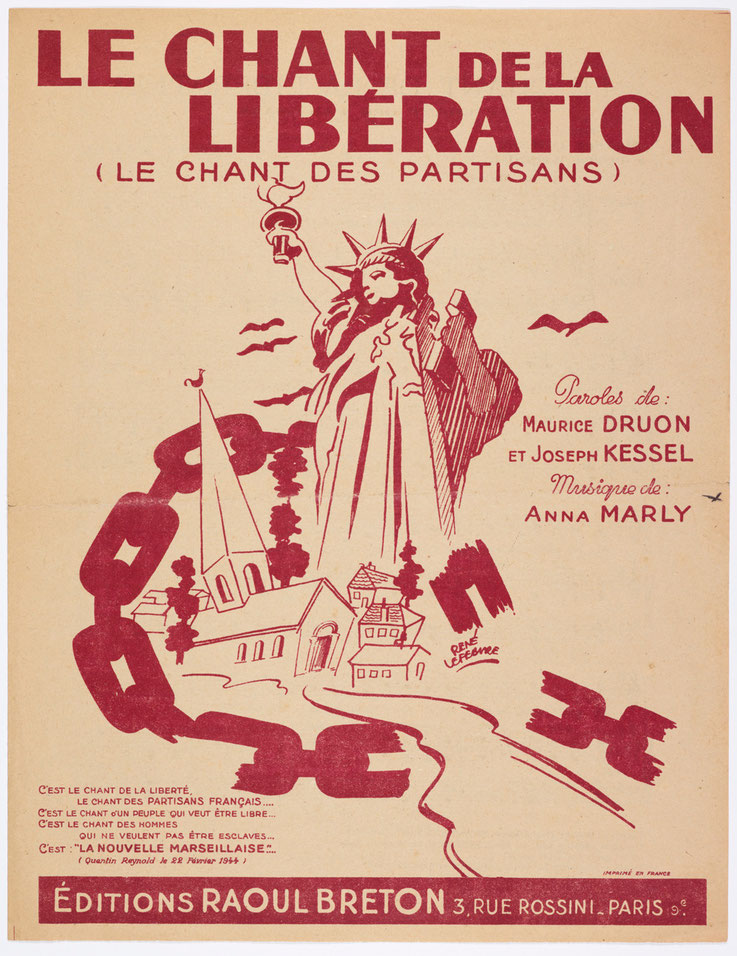 LE CHANT DE LA
LIBÉRATION
(LE CHANT DES PARTISANS)
Paroles de:
MAURICE DRUON
ET JOSEPH KESSEL
Musique de:
ANNA MARLY
RENÉ
LEFEBVRE
C'EST LE CHANT DE LA LIBERTÉ,
LE CHANT DES PARTISANS FRANÇAIS....
C'EST LE CHANT D'UN PEUPLE QUI VEUT ÊTRE LIBRE...
C'EST LE CHANT DES HOMMES
QUI NE VEULENT PAS ÊTRE ESCLAVES...
C'EST: "LA NOUVELLE MARSEILLAISE"...
(Quentin Reynold le 22 Février 1944)
IMPRIMÉ EN FRANCE
ÉDITIONS RAOUL BRETON 3, RUE ROSSINI_PARIS 9e.